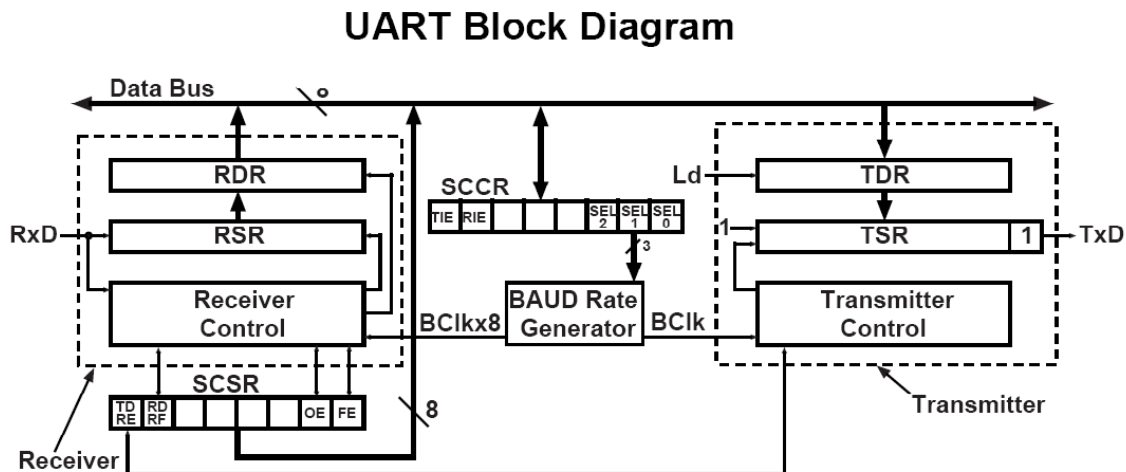 UART Block Diagram
Data Bus
RDR
RxD
RSR
Receiver
Control
SCCR
TIE RIE SEL 2 SEL 1 SEL 0
3
BAUD Rate
Generator
BClkx8
BClk
Ld
TDR
1
TSR
1
TxD
Transmitter
Control
SCSR
TD RE RD RF OE FE
8
Receiver
Transmitter